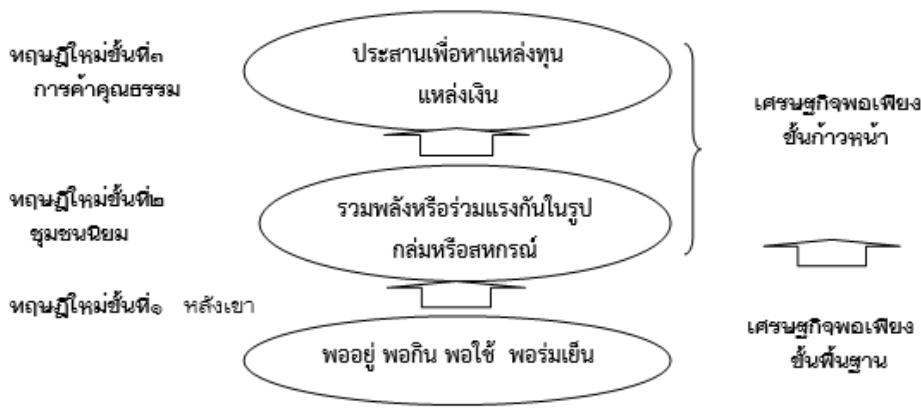 ทฤษฎีใหม่ขั้นที่๓
การค้าคุณธรรม
ประสานเพื่อหาแหล่งทุน
แหล่งเงิน
เศรษฐกิจพอเพียง
ขั้นก้าวหน้า
ทฤษฎีใหม่ขั้นที่๒
ชุมชนนิยม
รวมพลังหรือร่วมแรงกันในรูป
กล่มหรือสหกรณ์
ทฤษฎีใหม่ขั้นที่๑ หลังเขา
พออยู่ พอกิน พอใช้ พอร่มเย็น
เศรษฐกิจพอเพียง
ขั้นพื้นฐาน